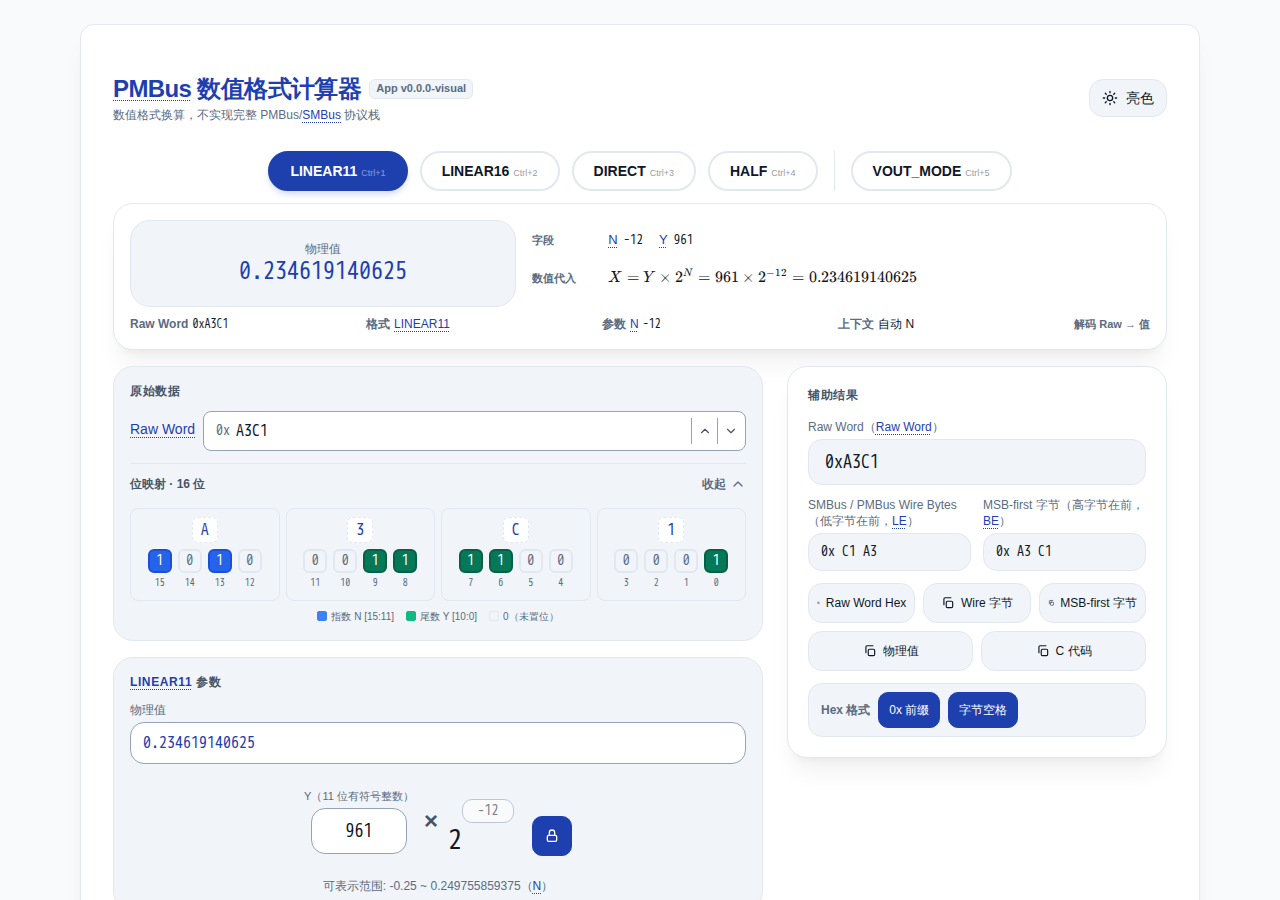 PMBus 数值格式计算器 App v0.0.0-visual
数值格式换算，不实现完整 PMBus/SMBus 协议栈
亮色
LINEAR11 Ctrl+1
LINEAR16 Ctrl+2
DIRECT Ctrl+3
HALF Ctrl+4
VOUT_MODE Ctrl+5
物理值
0.234619140625
字段 N -12 Y 961
数值代入 X = Y × 2^N = 961 × 2^−12 = 0.234619140625
Raw Word 0xA3C1 格式 LINEAR11 参数 N -12 上下文 自动 N 解码 Raw → 值
原始数据
Raw Word 0x A3C1
位映射 · 16 位 收起
A 3 C 1
1 0 1 0 0 0 1 1 1 1 0 0 0 0 0 1
15 14 13 12 11 10 9 8 7 6 5 4 3 2 1 0
指数 N [15:11] 尾数 Y [10:0] 0（未置位）
LINEAR11 参数
物理值
0.234619140625
Y（11 位有符号整数）
961 × 2 -12
可表示范围: -0.25 ~ 0.249755859375（N）
辅助结果
Raw Word（Raw Word）
0xA3C1
SMBus / PMBus Wire Bytes
（低字节在前，LE）
0x C1 A3
MSB-first 字节（高字节在前，
BE）
0x A3 C1
Raw Word Hex
Wire 字节
MSB-first 字节
物理值
C 代码
Hex 格式 0x 前缀 字节空格